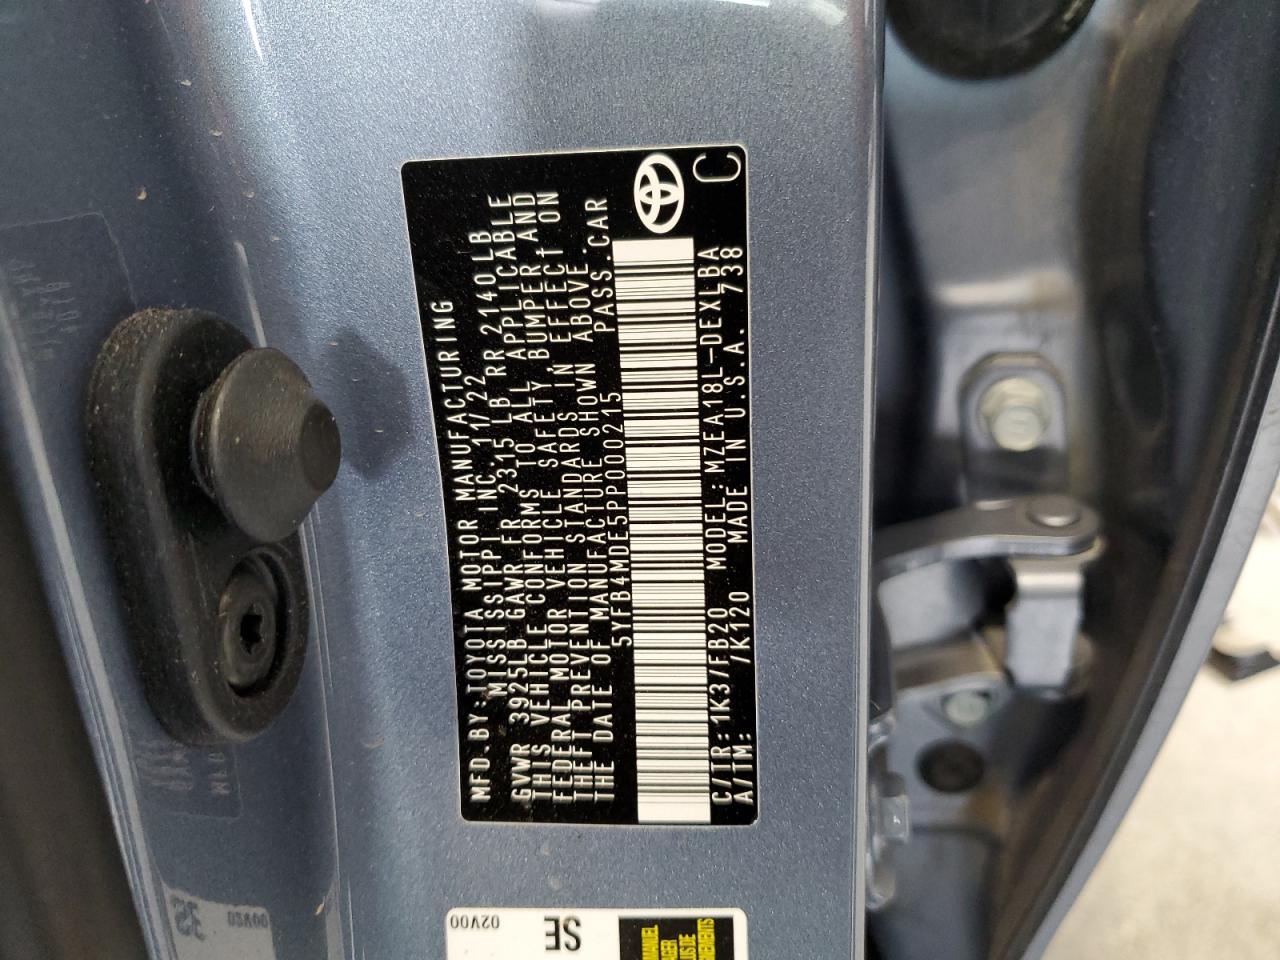 MFD.BY:TOYOTA MOTOR MANUFACTURING
MISSISSIPPI INC.11/22
GVWR 3925LB GAWR FR 2315 LB RR 2140LB
THIS VEHICLE CONFORMS TO ALL APPLICABLE
FEDERAL MOTOR VEHICLE SAFETY,BUMPER AND
THEFT PREVENTION STANDARDS IN EFFECT ON
THE DATE OF MANUFACTURE SHOWN ABOVE.
5YFB4MDE5PP000215 PASS.CAR
C/TR:1K3/FB20 MODEL:MZEA18L-DEXLBA
A/TM: /K120 MADE IN U.S.A. 738
C
02V00
SE